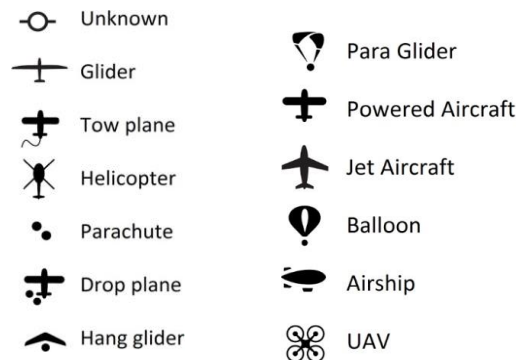 Unknown
Glider
Tow plane
Helicopter
Parachute
Drop plane
Hang glider
Para Glider
Powered Aircraft
Jet Aircraft
Balloon
Airship
UAV